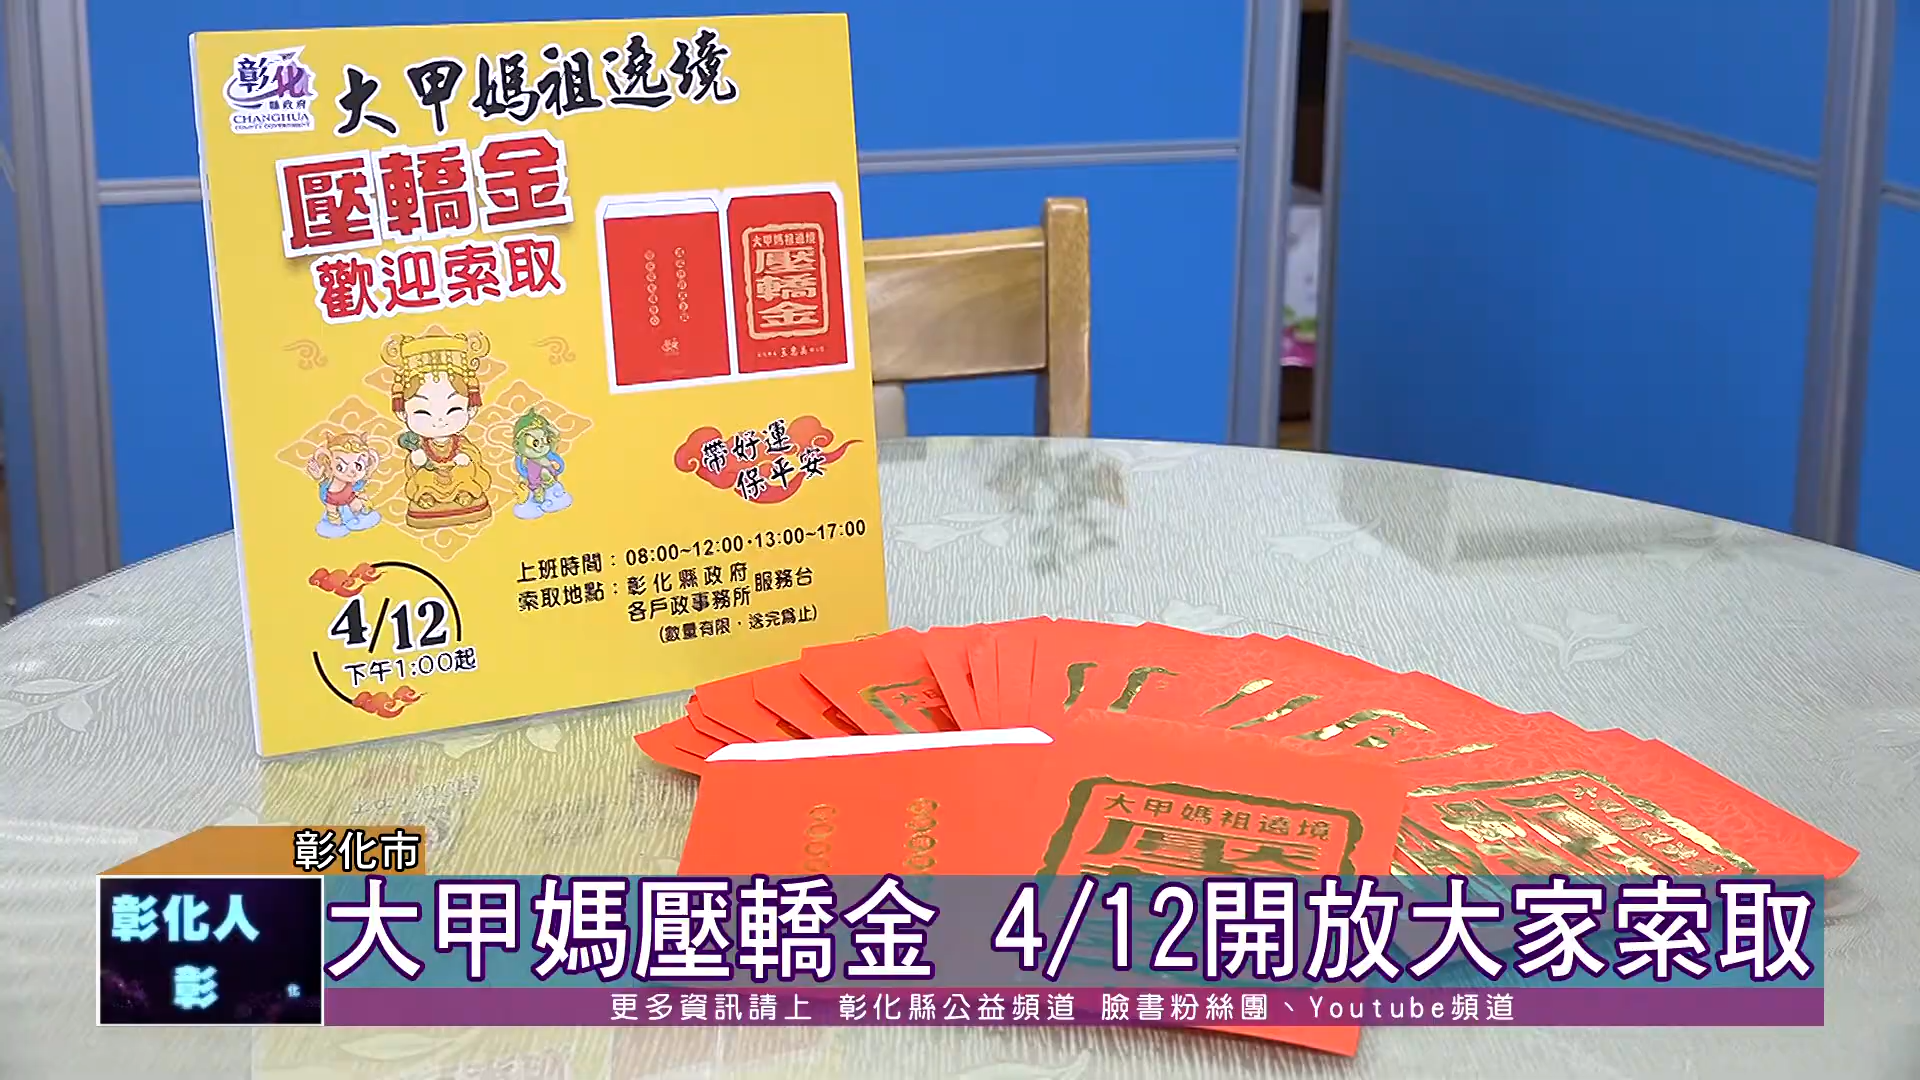 彰化
縣政府
CHANGHUA
COUNTY GOVERNMENT
大甲媽祖遶境
壓轎金
歡迎索取
大甲媽祖遶境
壓轎金
帶好運
保平安
4/12
下午1:00起
上班時間：08:00~12:00·13:00~17:00
索取地點：彰化縣政府
各戶政事務所
服務台
(數量有限，送完為止)
大甲媽祖遶境
壓
彰化市
彰化人
彰
化
大甲媽壓轎金 4/12開放大家索取
更多資訊請上 彰化縣公益頻道 臉書粉絲團、Youtube頻道